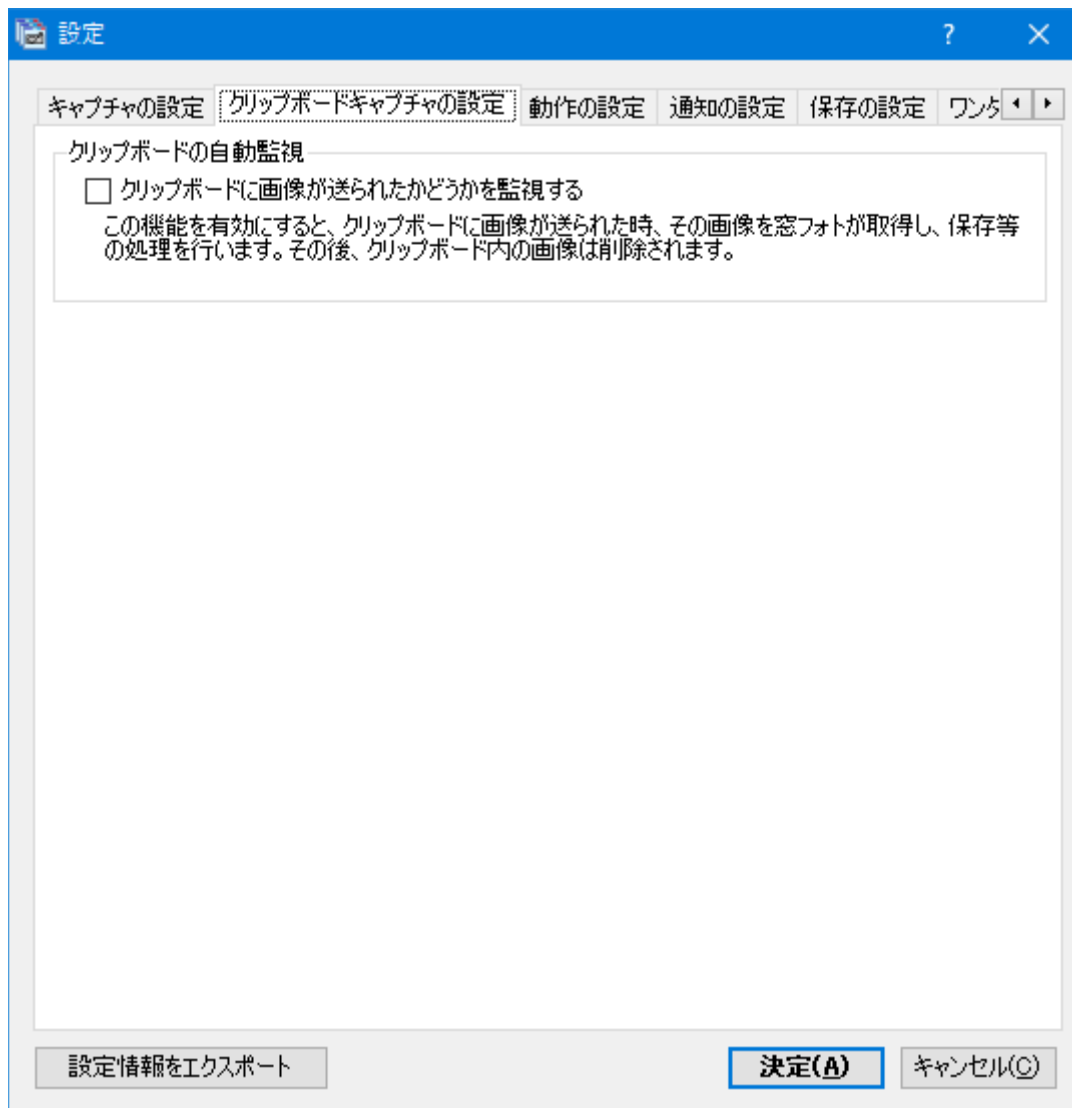 設定
キャプチャの設定 クリップボードキャプチャの設定 動作の設定 通知の設定 保存の設定 ワンタ
クリップボードの自動監視
クリップボードに画像が送られたかどうかを監視する
この機能を有効にすると、クリップボードに画像が送られた時、その画像を窓フォトが取得し、保存等
の処理を行います。その後、クリップボード内の画像は削除されます。
設定情報をエクスポート 決定(A) キャンセル(C)